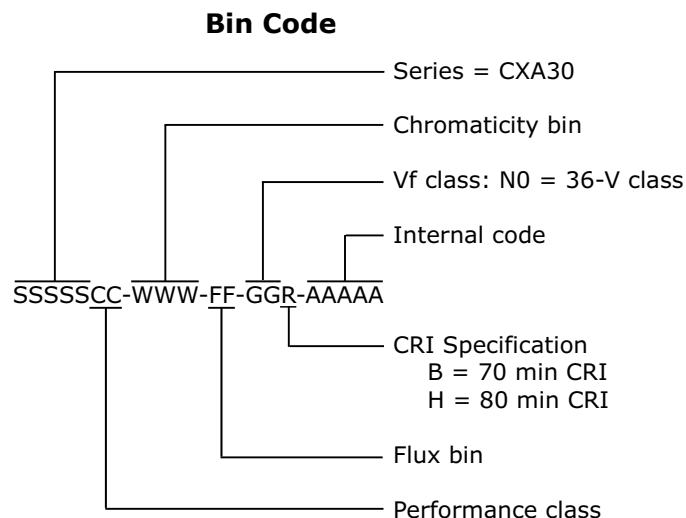 Bin Code
Series = CXA30
Chromaticity bin
Vf class: N0 = 36-V class
Internal code
SSSSSCC-WWW-FF-GGR-AAAAA
CRI Specification
B = 70 min CRI
H = 80 min CRI
Flux bin
Performance class